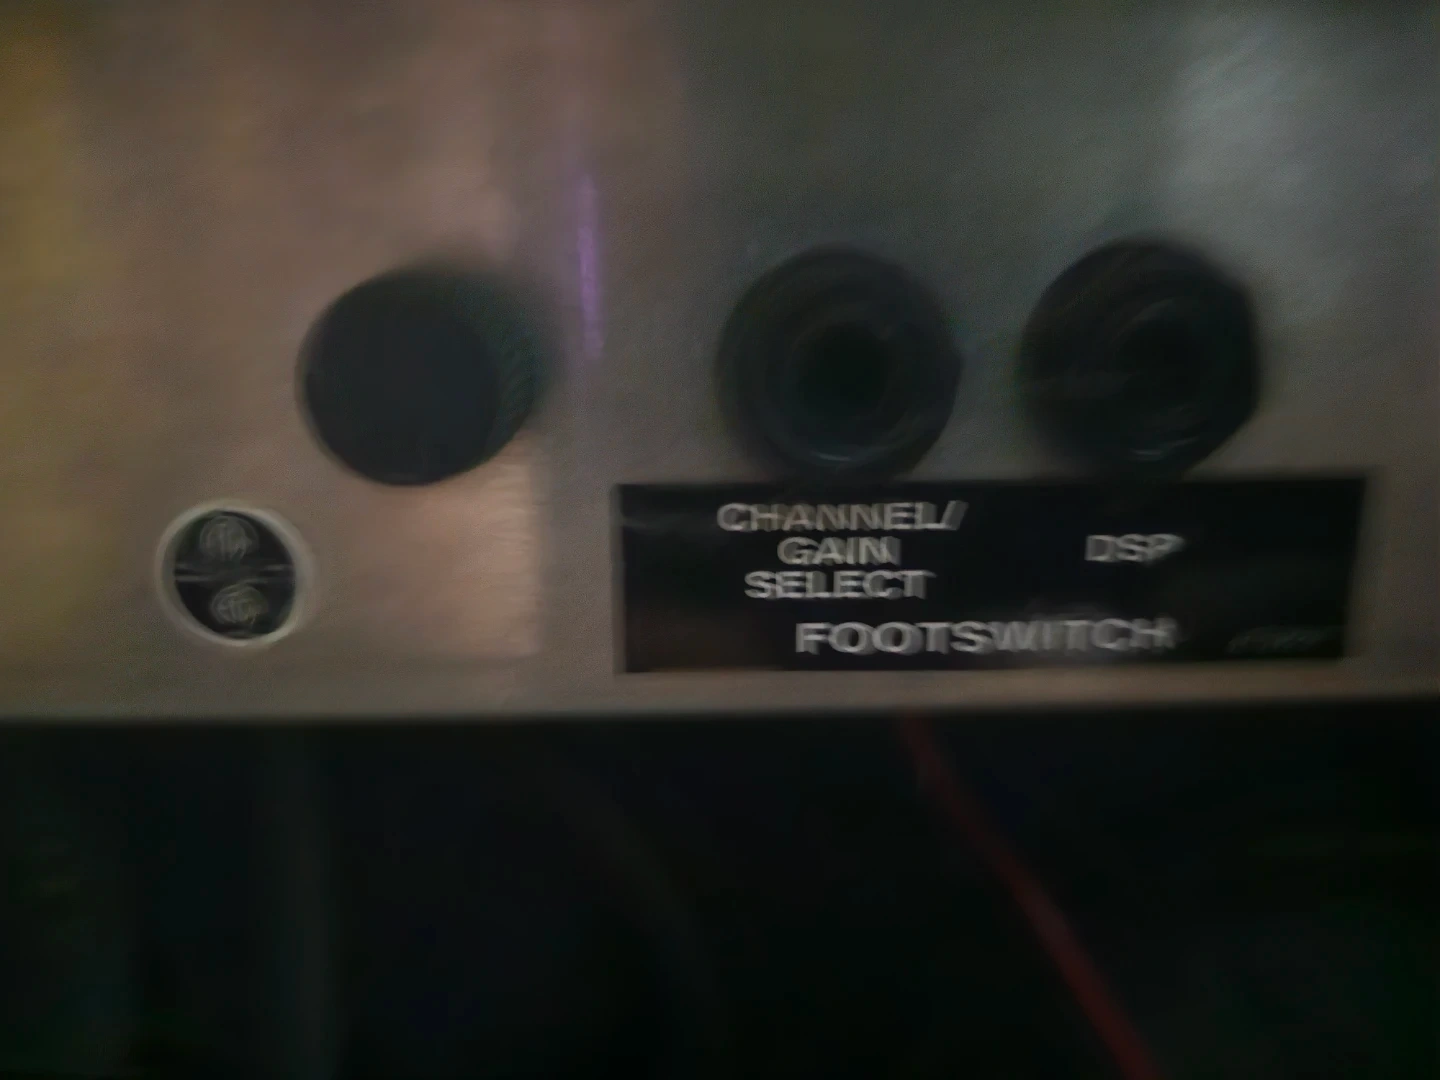 CHANNEL/
GAIN
SELECT
DSP
FOOTSWITCH